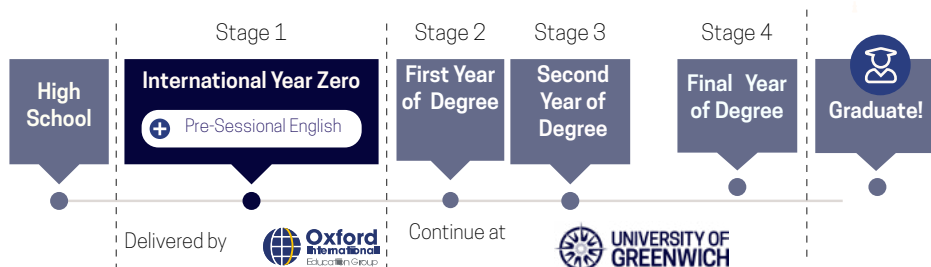 Stage 1
Stage 2
Stage 3
Stage 4
High
School
International Year Zero
Pre-Sessional English
First Year
of Degree
Second
Year of
Degree
Final Year
of Degree
Graduate!
Delivered by
Oxford
International
Education Group
Continue at
UNIVERSITY OF
GREENWICH